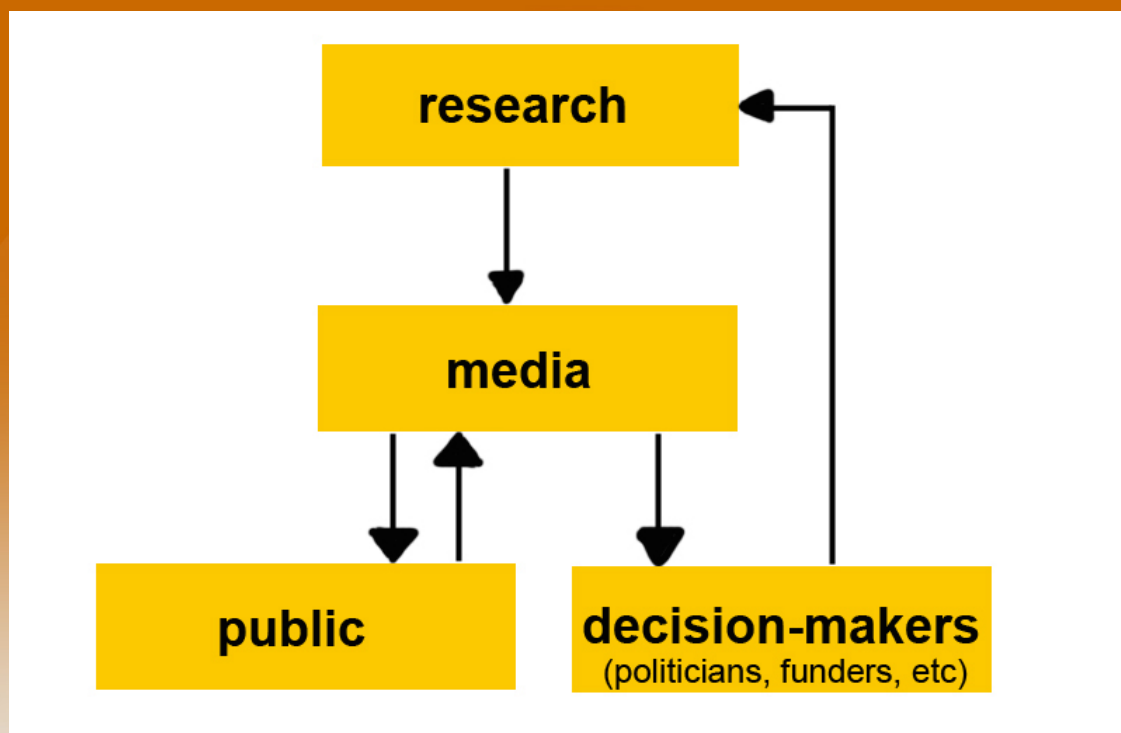 research
media
public
decision-makers
(politicians, funders, etc)